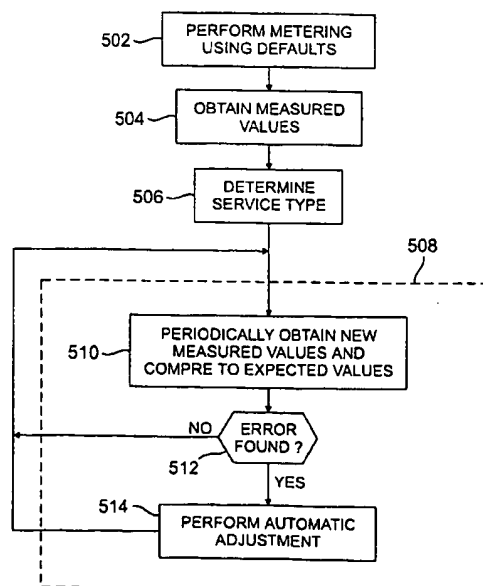 502
PERFORM METERING
USING DEFAULTS
504
OBTAIN MEASURED
VALUES
506
DETERMINE
SERVICE TYPE
508
510
PERIODICALLY OBTAIN NEW
MEASURED VALUES AND
COMPRE TO EXPECTED VALUES
NO
ERROR
FOUND ?
512
YES
514
PERFORM AUTOMATIC
ADJUSTMENT